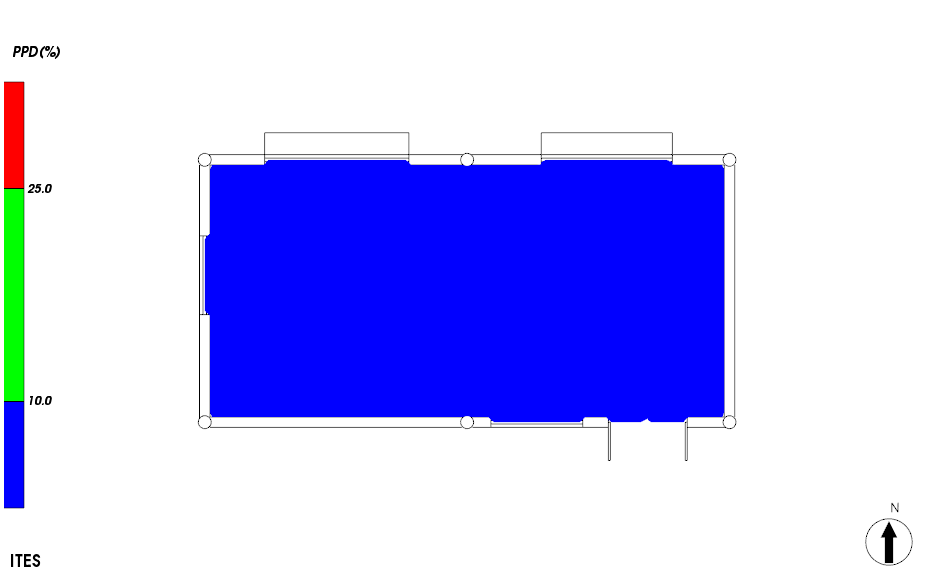 PPD(%)
25.0
10.0
N
ITES